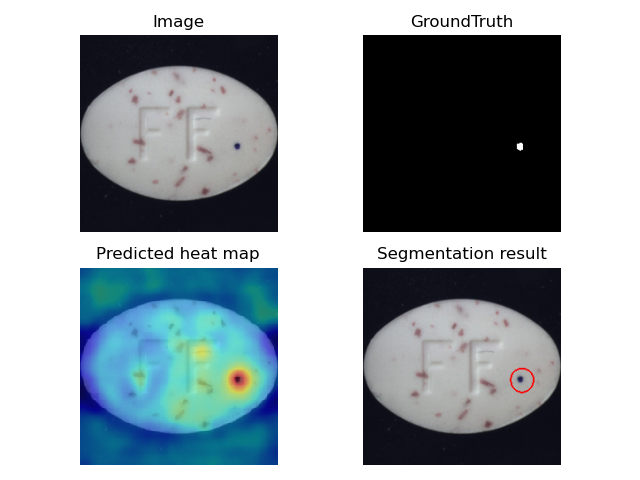 Image
GroundTruth
FF
Predicted heat map
Segmentation result
FF
FF